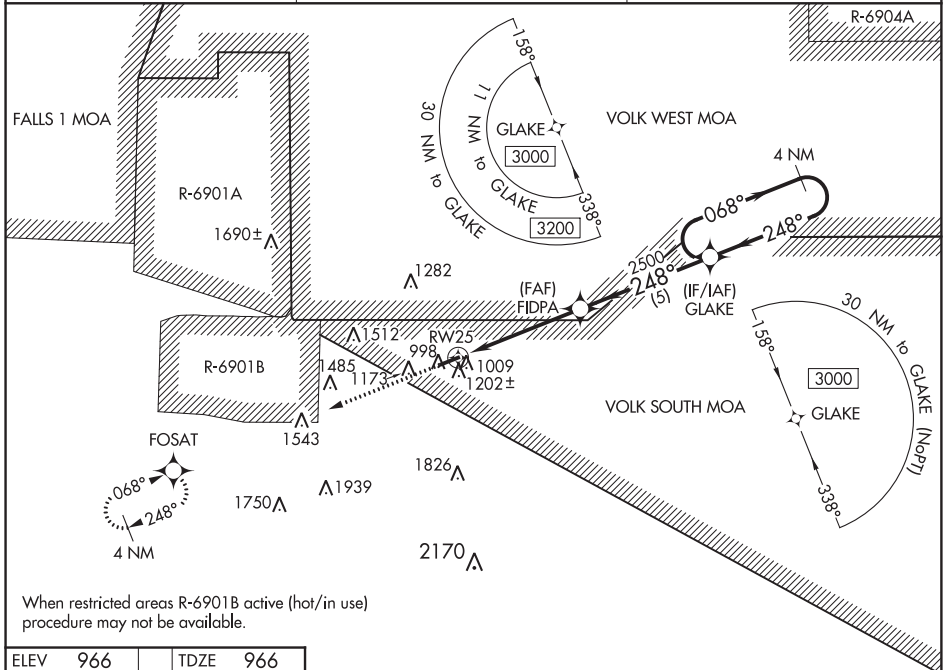 R-6904A
158°
30 NM to GLAKE
11 NM to GLAKE
GLAKE
3000
3200
338°
FALLS 1 MOA
VOLK WEST MOA
R-6901A
1690±
4 NM
068°
248°
1282
2500
248°
(5)
(IF/IAF)
GLAKE
(FAF)
FIDPA
1512
RW25
998
1009
1202±
1173
1485
R-6901B
1543
158°
30 NM to GLAKE (NoPT)
3000
GLAKE
338°
VOLK SOUTH MOA
FOSAT
068°
248°
4 NM
1826
1939
1750
2170
When restricted areas R-6901B active (hot/in use)
procedure may not be available.
ELEV 966 TDZE 966